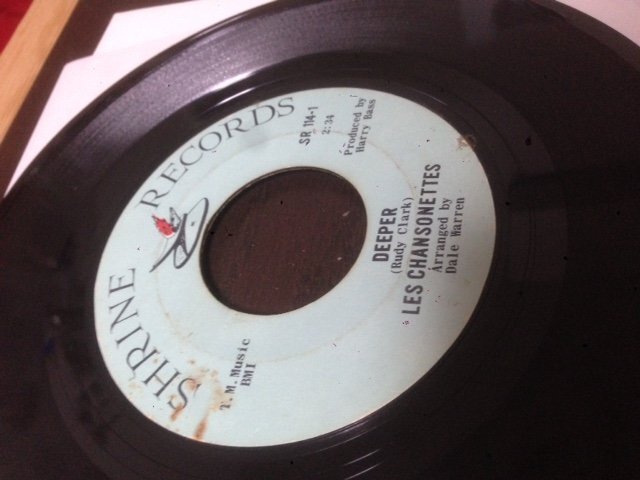 SHRINE RECORDS
SR 114-1
2:34
Produced by
Harry Bass
T. M. Music
BMI
DEEPER
(Rudy Clark)
LES CHANSONETTES
Arranged by
Dale Warren